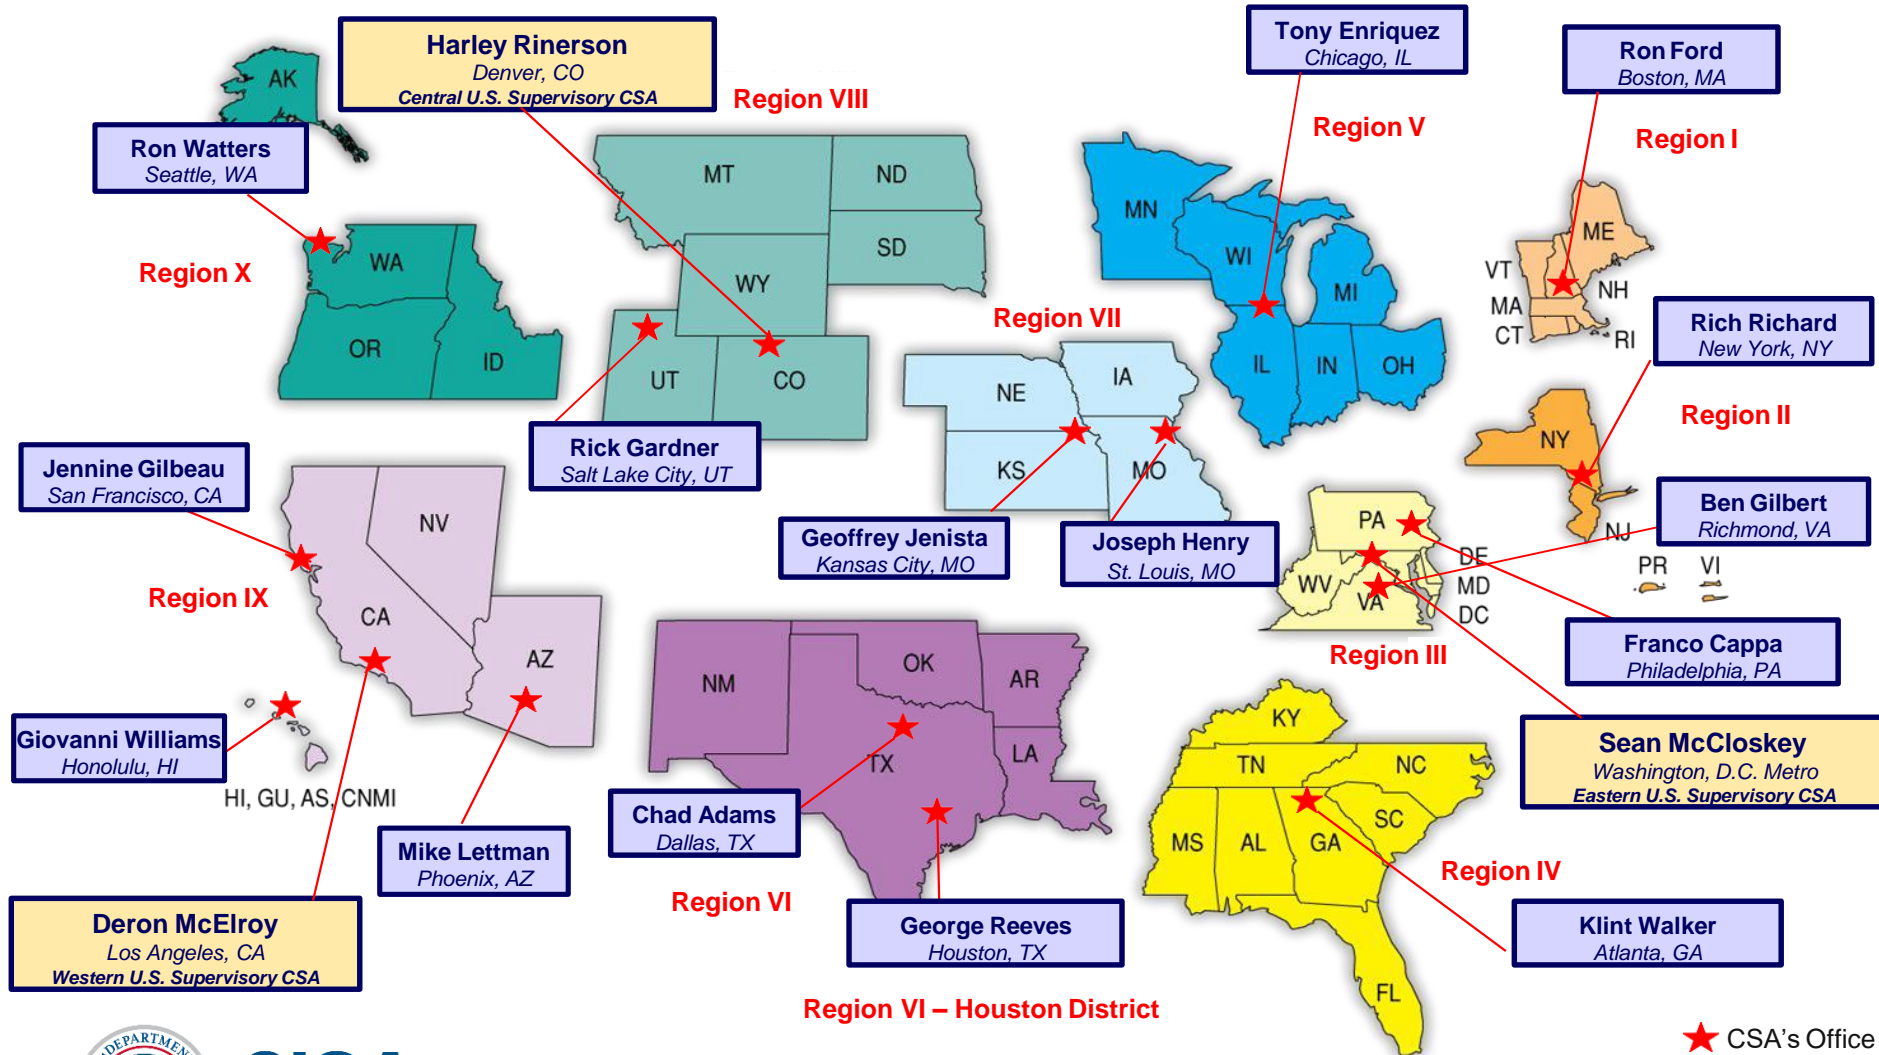 Harley Rinerson
Denver, CO
Central U.S. Supervisory CSA
Tony Enriquez
Chicago, IL
Ron Ford
Boston, MA
AK
Region VIII
Region V
Region I
Ron Watters
Seattle, WA
MT
ND
SD
WY
UT
CO
MN
WI
MI
IL
IN
OH
ME
VT
NH
MA
CT
RI
Region X
WA
OR
ID
Region VII
Rich Richard
New York, NY
NE
IA
KS
MO
Region II
NY
NJ
PR
VI
Rick Gardner
Salt Lake City, UT
Jennine Gilbeau
San Francisco, CA
NV
CA
AZ
Region IX
Geoffrey Jenista
Kansas City, MO
Joseph Henry
St. Louis, MO
Ben Gilbert
Richmond, VA
PA
WV
VA
DE
MD
DC
Region III
Franco Cappa
Philadelphia, PA
NM
OK
AR
TX
LA
Giovanni Williams
Honolulu, HI
HI, GU, AS, CNMI
Sean McCloskey
Washington, D.C. Metro
Eastern U.S. Supervisory CSA
KY
TN
NC
SC
MS
AL
GA
FL
Chad Adams
Dallas, TX
Mike Lettman
Phoenix, AZ
Region VI
Region IV
Deron McElroy
Los Angeles, CA
Western U.S. Supervisory CSA
George Reeves
Houston, TX
Klint Walker
Atlanta, GA
Region VI – Houston District
CSA's Office